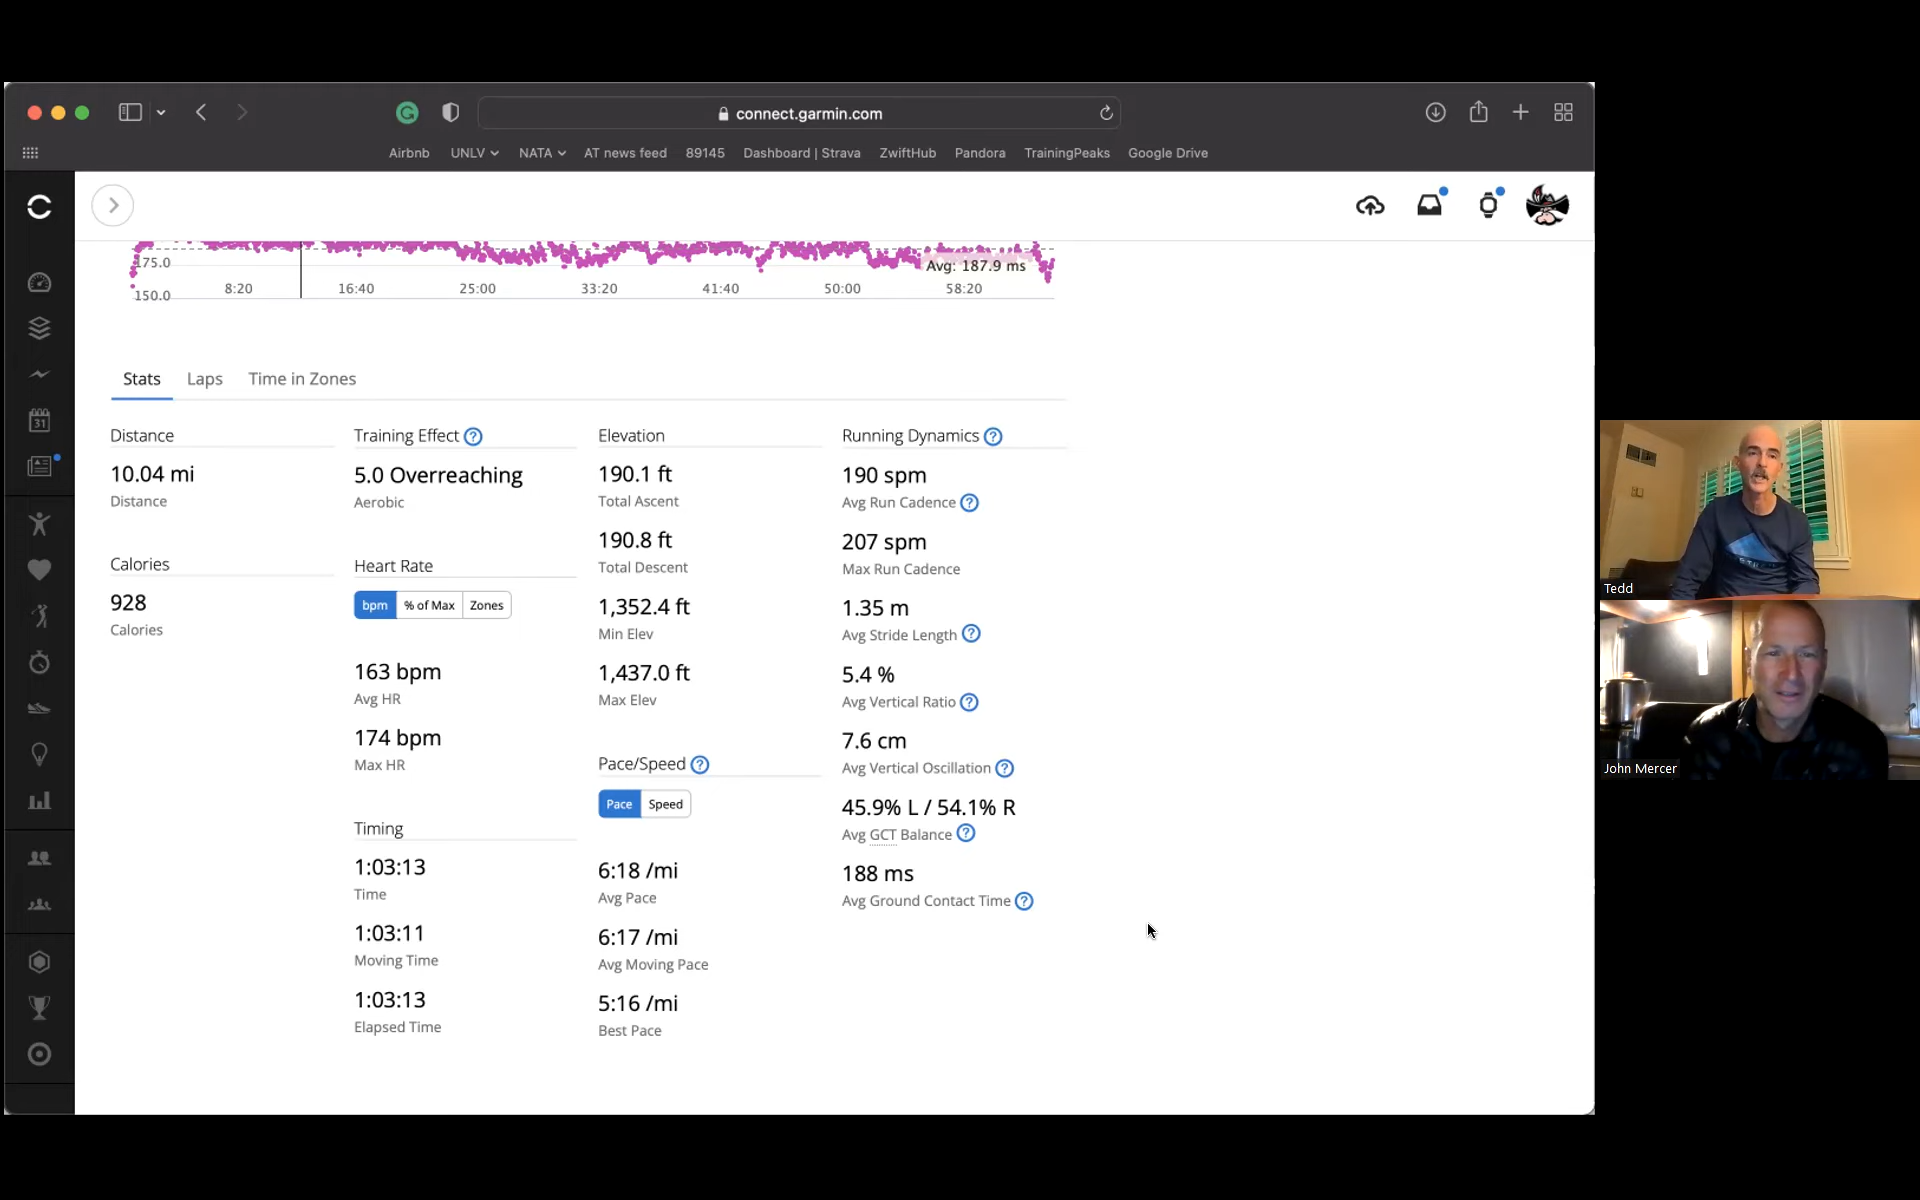 connect.garmin.com
Airbnb UNLV NATA AT news feed 89145 Dashboard | Strava ZwiftHub Pandora TrainingPeaks Google Drive
175.0
Avg: 187.9 ms
150.0
8:20 16:40 25:00 33:20 41:40 50:00 58:20
Stats Laps Time in Zones
Distance
10.04 mi
Distance
Calories
928
Calories
Training Effect ?
5.0 Overreaching
Aerobic
Heart Rate
bpm % of Max Zones
163 bpm
Avg HR
174 bpm
Max HR
Timing
1:03:13
Time
1:03:11
Moving Time
1:03:13
Elapsed Time
Elevation
190.1 ft
Total Ascent
190.8 ft
Total Descent
1,352.4 ft
Min Elev
1,437.0 ft
Max Elev
Pace/Speed ?
Pace Speed
6:18 /mi
Avg Pace
6:17 /mi
Avg Moving Pace
5:16 /mi
Best Pace
Running Dynamics ?
190 spm
Avg Run Cadence ?
207 spm
Max Run Cadence
1.35 m
Avg Stride Length ?
5.4 %
Avg Vertical Ratio ?
7.6 cm
Avg Vertical Oscillation ?
45.9% L / 54.1% R
Avg GCT Balance ?
188 ms
Avg Ground Contact Time ?
31
Tedd
John Mercer